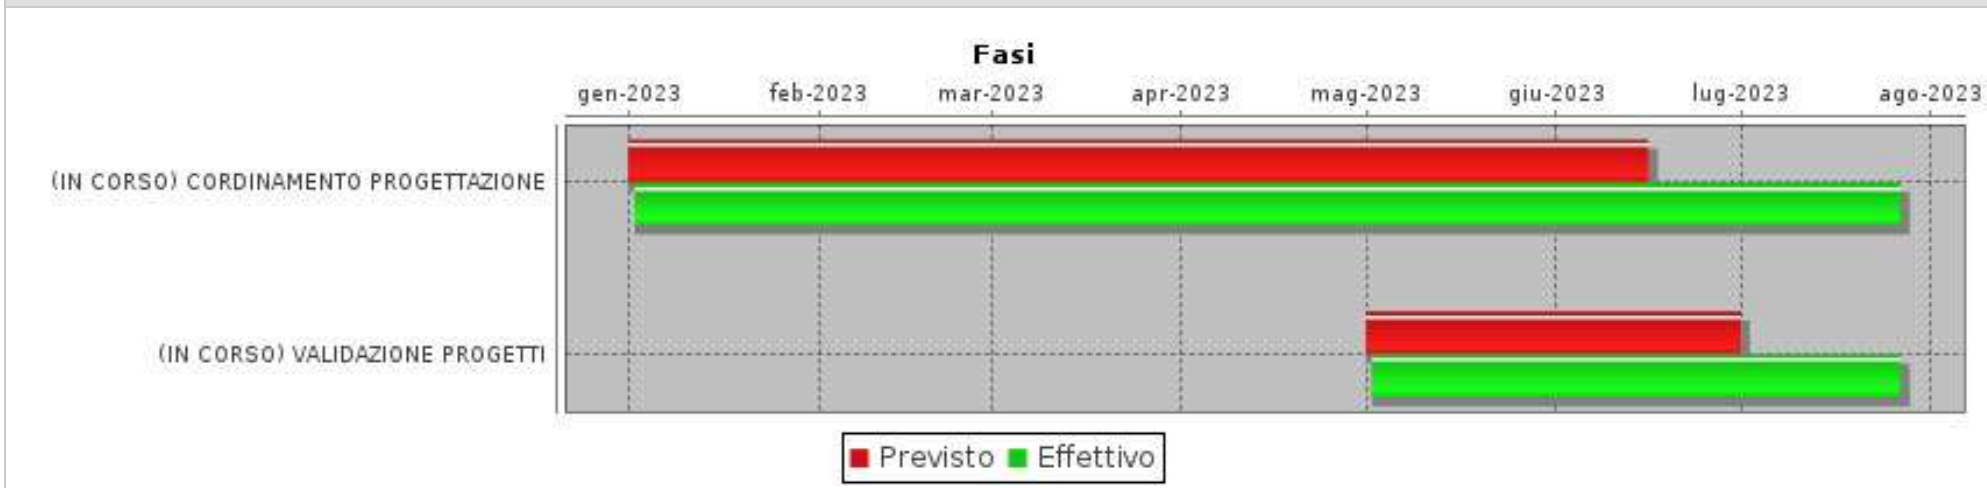 Fasi
gen-2023 feb-2023 mar-2023 apr-2023 mag-2023 giu-2023 lug-2023 ago-2023
(IN CORSO) CORDINAMENTO PROGETTAZIONE
(IN CORSO) VALIDAZIONE PROGETTI
Previsto Effettivo